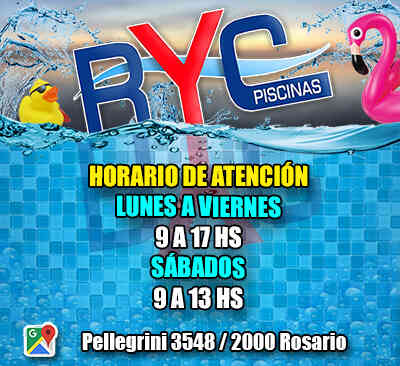 RYC
PISCINAS
HORARIO DE ATENCIÓN
LUNES A VIERNES
9 A 17 HS
SÁBADOS
9 A 13 HS
G
Pellegrini 3548 / 2000 Rosario